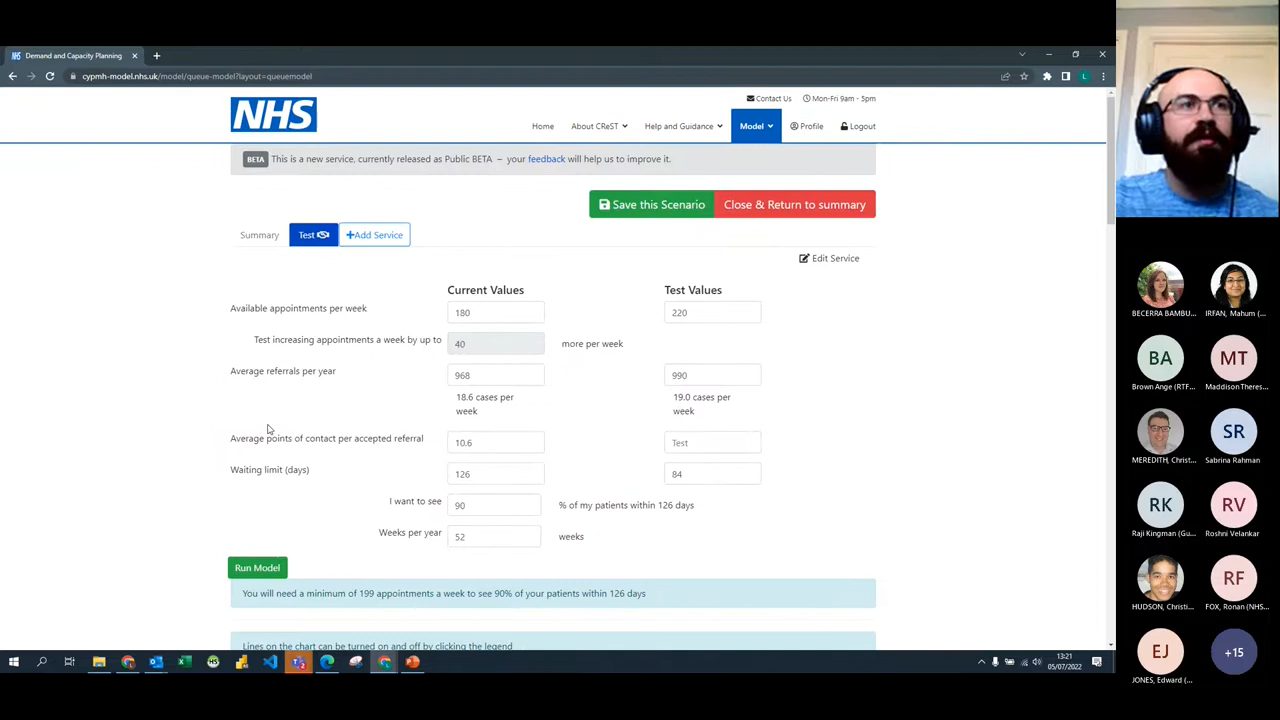 Demand and Capacity Planning
cypmh-model.nhs.uk/model/queue-model?layout=queuemodel
L
NHS
Contact Us
Mon-Fri 9am - 5pm
Home
About CReST
Help and Guidance
Model
Profile
Logout
BETA This is a new service, currently released as Public BETA – your feedback will help us to improve it.
Save this Scenario
Close & Return to summary
Summary
Test
Add Service
Edit Service
Current Values Test Values
Available appointments per week 180 220
Test increasing appointments a week by up to 40 more per week
Average referrals per year 968 990
18.6 cases per week
19.0 cases per week
Average points of contact per accepted referral 10.6 Test
Waiting limit (days) 126 84
I want to see 90 % of my patients within 126 days
Weeks per year 52 weeks
Run Model
You will need a minimum of 199 appointments a week to see 90% of your patients within 126 days
Lines on the chart can be turned on and off by clicking the legend
13:21
05/07/2022
BECERRA BAMBU...
IRFAN, Mahum (...
BA
Brown Ange (RTF...
MT
Maddison Theres...
MEREDITH, Christ...
SR
Sabrina Rahman
RK
Raji Kingman (Gu...
RV
Roshni Velankar
HUDSON, Christi...
RF
FOX, Ronan (NHS...
EJ
JONES, Edward (...
+15